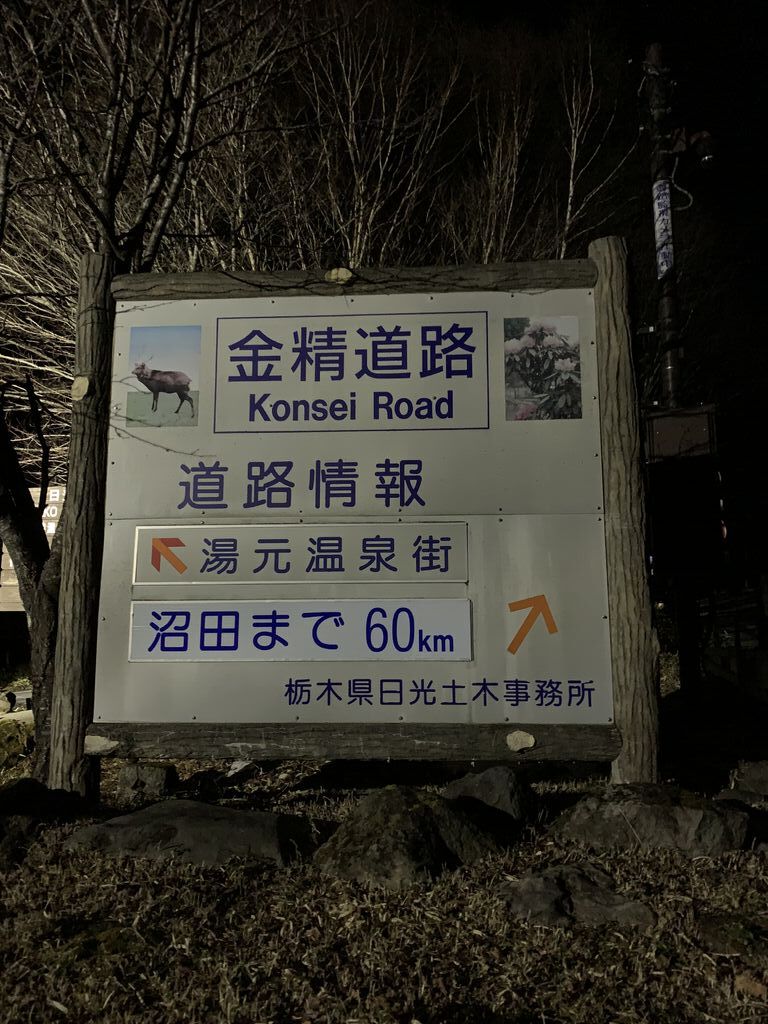 金精道路
Konsei Road
道路情報
湯元温泉街
沼田まで 60km
栃木県日光土木事務所